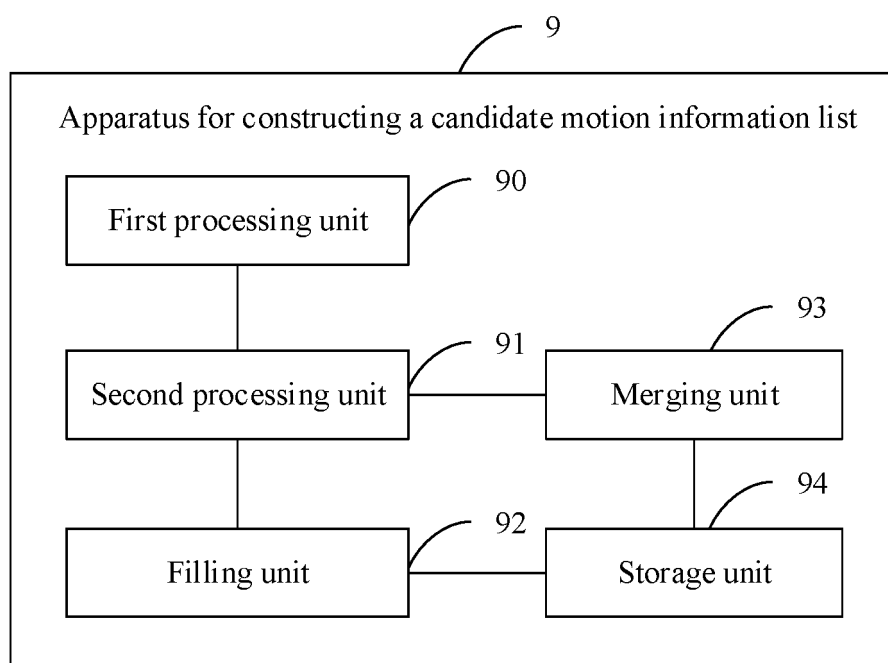 9
Apparatus for constructing a candidate motion information list
90
First processing unit
91
93
Second processing unit
Merging unit
92
94
Filling unit
Storage unit